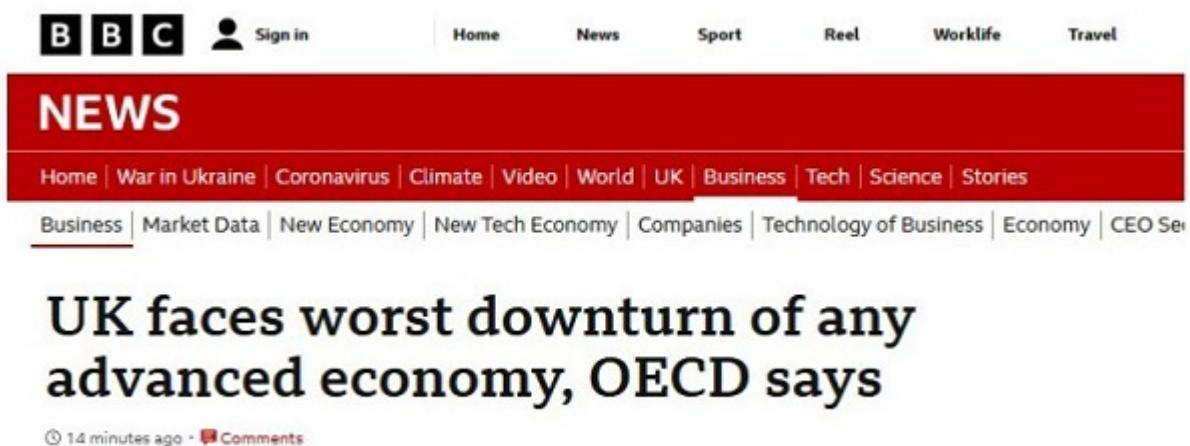 BBC Sign in Home News Sport Reel Worklife Travel
NEWS
Home | War in Ukraine | Coronavirus | Climate | Video | World | UK | Business | Tech | Science | Stories
Business | Market Data | New Economy | New Tech Economy | Companies | Technology of Business | Economy | CEO
UK faces worst downturn of any
advanced economy, OECD says
14 minutes ago · Comments